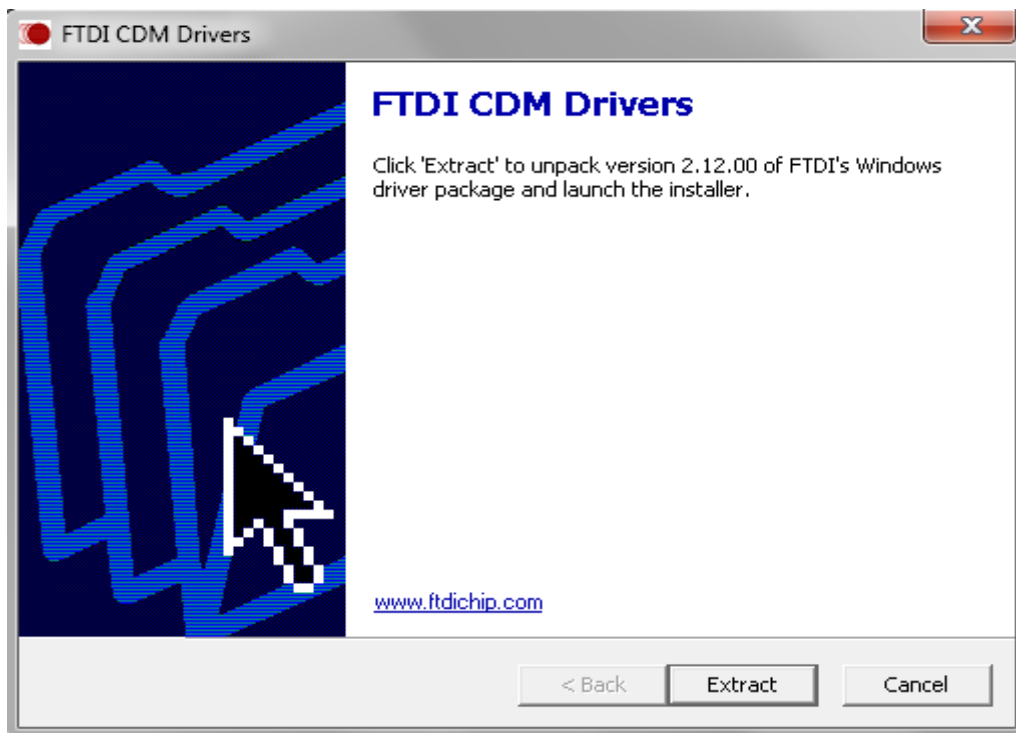 FTDI CDM Drivers
FTDI CDM Drivers
Click 'Extract' to unpack version 2.12.00 of FTDI's Windows
driver package and launch the installer.
www.ftdichip.com
< Back
Extract
Cancel